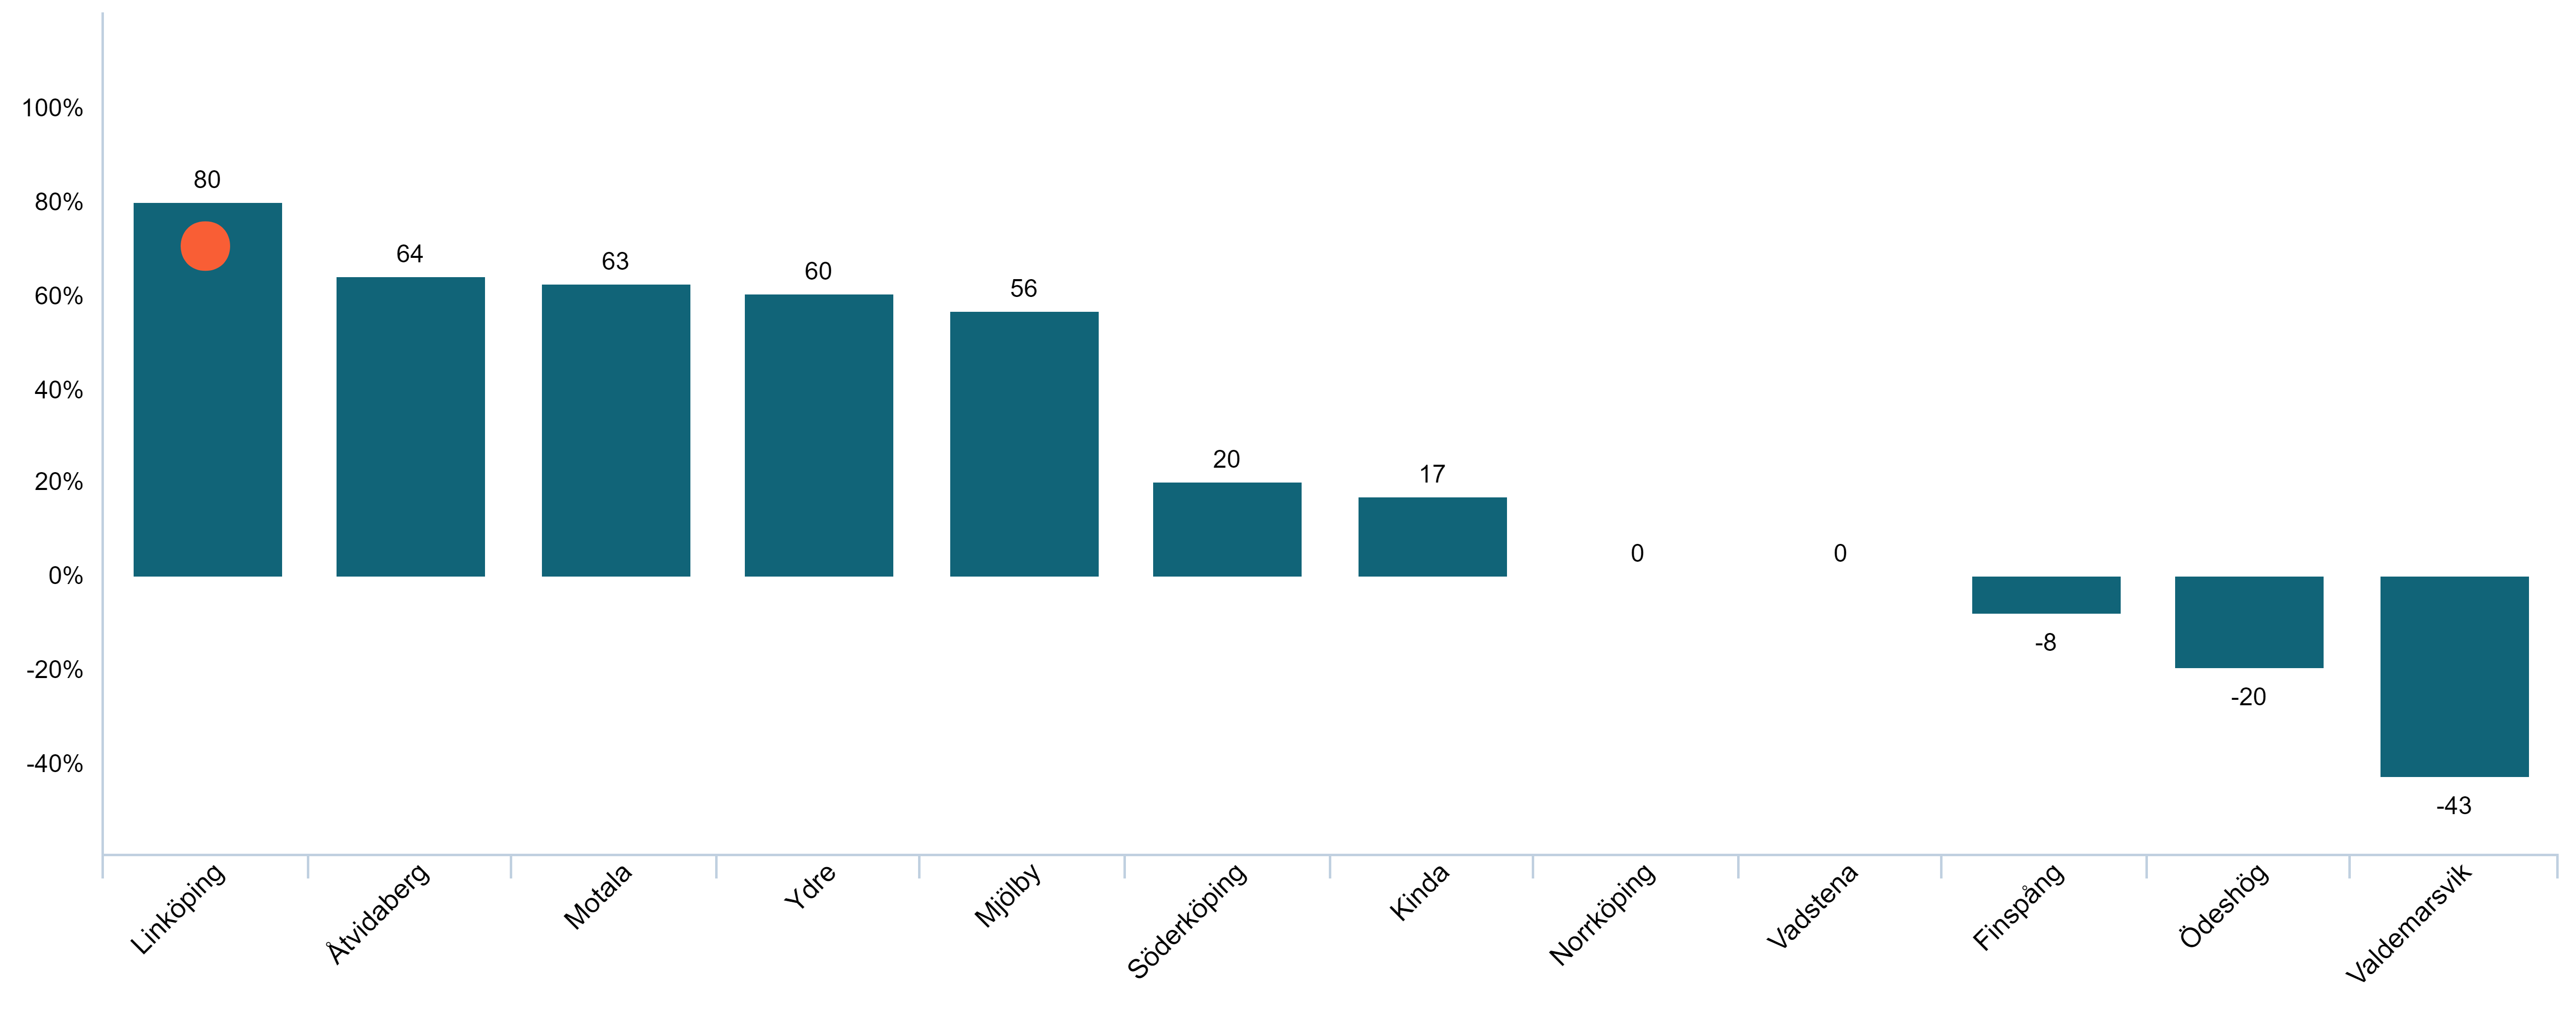 100%
80%
60%
40%
20%
0%
-20%
-40%
80
64
63
60
56
20
17
0
0
-8
-20
-43
Linköping
Åtvidaberg
Motala
Ydre
Mjölby
Söderköping
Kinda
Norrköping
Vadstena
Finspång
Ödeshög
Valdemarsvik